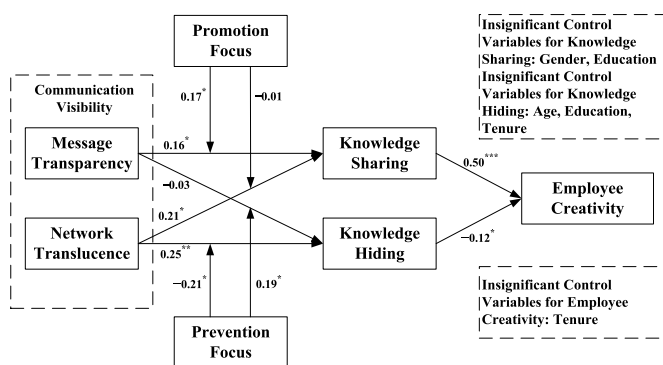 Promotion
Focus
Insignificant Control
Variables for Knowledge
Sharing: Gender, Education
Insignificant Control
Variables for Knowledge
Hiding: Age, Education,
Tenure
Communication
Visibility
0.17*
−0.01
Message
Transparency
0.16*
Knowledge
Sharing
0.50***
−0.03
Employee
Creativity
0.21*
Network
Translucence
0.25**
Knowledge
Hiding
−0.12*
−0.21*
0.19*
Insignificant Control
Variables for Employee
Creativity: Tenure
Prevention
Focus